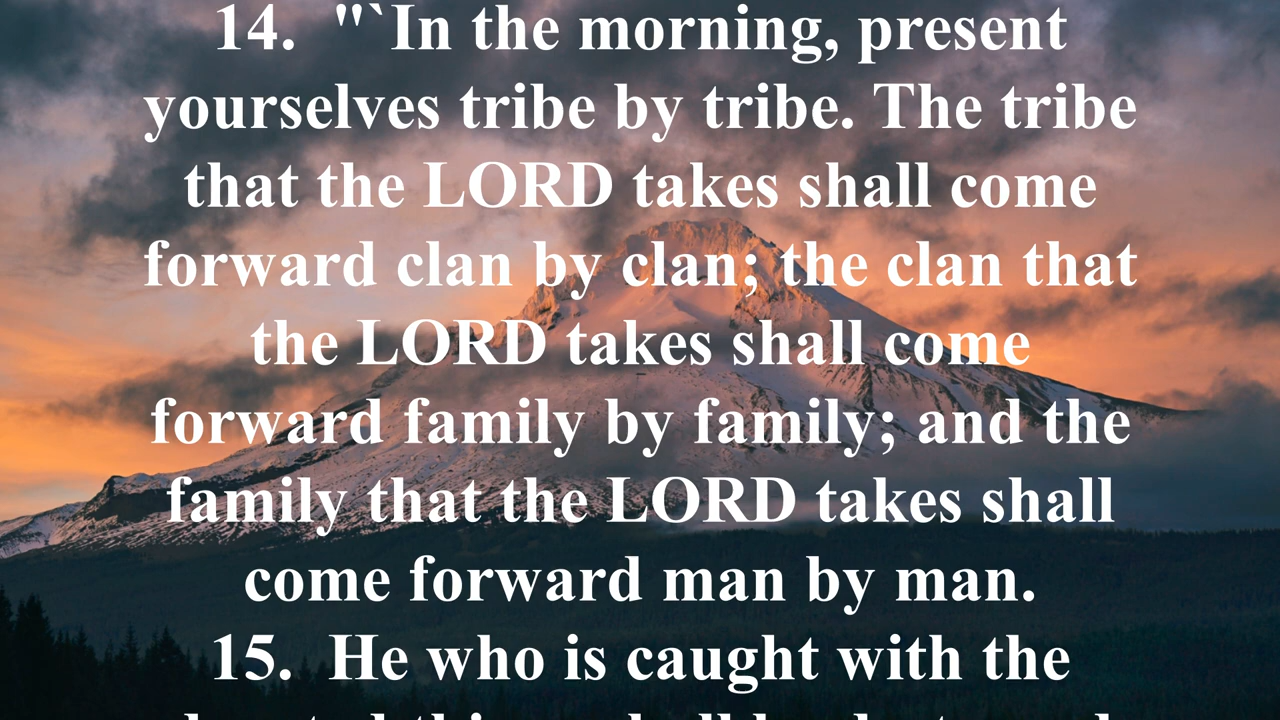 14.  "`In the morning, present
yourselves tribe by tribe. The tribe
that the LORD takes shall come
forward clan by clan; the clan that
the LORD takes shall come
forward family by family; and the
family that the LORD takes shall
come forward man by man.
15.  He who is caught with the